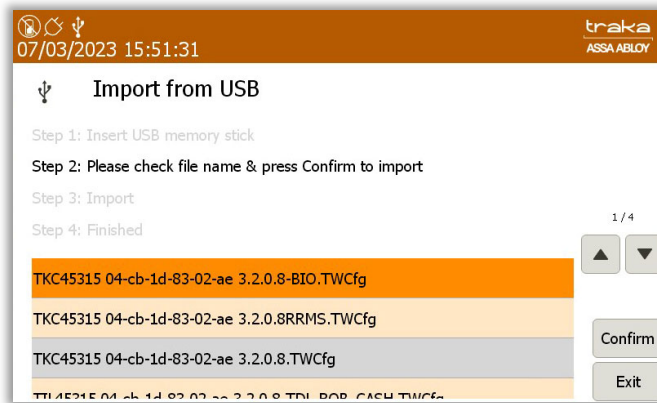 traka
07/03/2023 15:51:31
ASSA ABLOY
Import from USB
Step 1: Insert USB memory stick
Step 2: Please check file name & press Confirm to import
Step 3: Import
Step 4: Finished
1 / 4
TKC45315 04-cb-1d-83-02-ae 3.2.0.8-BIO.TWCfg
TKC45315 04-cb-1d-83-02-ae 3.2.0.8RRMS.TWCfg
Confirm
TKC45315 04-cb-1d-83-02-ae 3.2.0.8.TWCfg
Exit